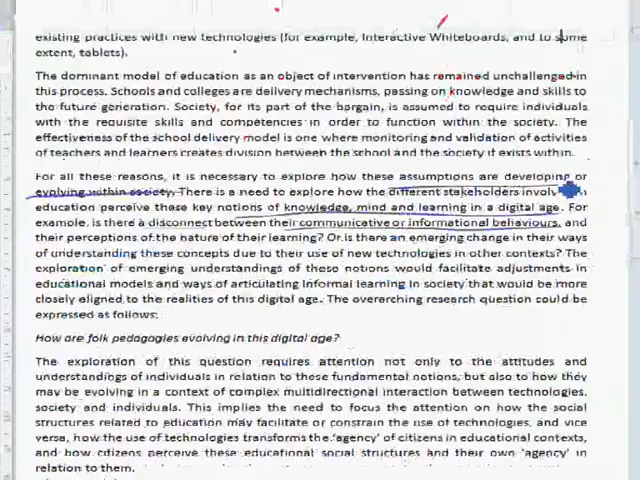 existing practices with new technologies (for example, Interactive Whiteboards, and to some
extent, tablets).
The dominant model of education as an object of intervention has remained unchallenged in
this process. Schools and colleges are delivery mechanisms, passing on knowledge and skills to
the future generation. Society, for its part of the bargain, is assumed to require individuals
with the requisite skills and competencies in order to function within the society. The
effectiveness of the school delivery model is one where monitoring and validation of activities
of teachers and learners creates division between the school and the society it exists within.
For all these reasons, it is necessary to explore how these assumptions are developing or
evolving within society. There is a need to explore how the different stakeholders involv
education perceive these key notions of knowledge, mind and learning in a digital age. For
example, is there a disconnect between their communicative or informational behaviours, and
their perceptions of the nature of their learning? Or is there an emerging change in their ways
of understanding these concepts due to their use of new technologies in other contexts? The
exploration of emerging understandings of these notions would facilitate adjustments in
educational models and ways of articulating informal learning in society that would be more
closely aligned to the realities of this digital age. The overarching research question could be
expressed as follows:
How are folk pedagogies evolving in this digital age?
The exploration of this question requires attention not only to the attitudes and
understandings of individuals in relation to these fundamental notions, but also to how they
may be evolving in a context of complex multidirectional interaction between technologies,
society and individuals. This implies the need to focus the attention on how the social
structures related to education may facilitate or constrain the use of technologies, and vice
versa, how the use of technologies transforms the 'agency' of citizens in educational contexts,
and how citizens perceive these educational social structures and their own 'agency' in
relation to them.